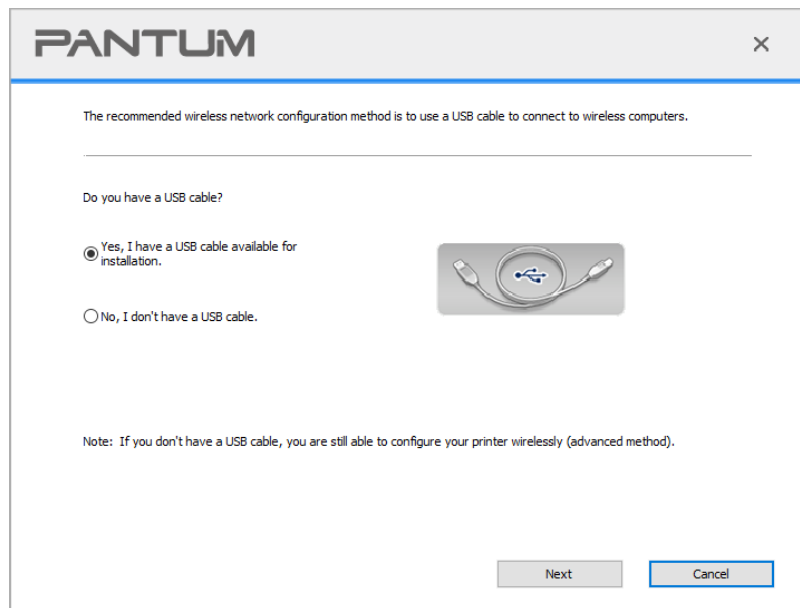 PANTUM
The recommended wireless network configuration method is to use a USB cable to connect to wireless computers.
Do you have a USB cable?
Yes, I have a USB cable available for
installation.
No, I don't have a USB cable.
Note: If you don't have a USB cable, you are still able to configure your printer wirelessly (advanced method).
Next Cancel